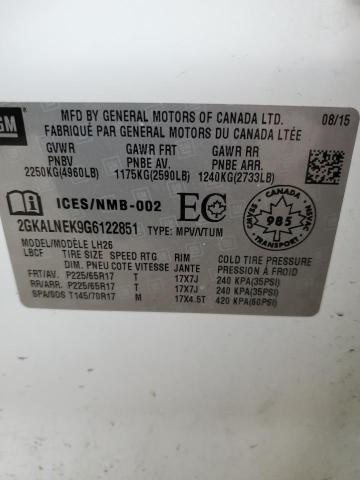 GM
MFD BY GENERAL MOTORS OF CANADA LTD. 08/15
FABRIQUÉ PAR GENERAL MOTORS DU CANADA LTÉE
GVWR GAWR FRT GAWR RR
PNBV PNBE AV. PNBE ARR.
2250KG(4960LB) 1175KG(2590LB) 1240KG(2733LB)
ICES/NMB-002 EC CANADA 985 TRANSPORT
2GKALNEK9G6122851 TYPE: MPV/VTUM
MODEL/MODÈLE LH26
LBCF TIRE SIZE SPEED RTG RIM COLD TIRE PRESSURE
DIM. PNEU COTE VITESSE JANTE PRESSION À FROID
FRT/AV. P225/65R17 T 17X7J 240 KPA(35PSI)
RR/ARR. P225/65R17 T 17X7J 240 KPA(35PSI)
SPA/SOS T145/70R17 M 17X4.5T 420 KPA(60PSI)